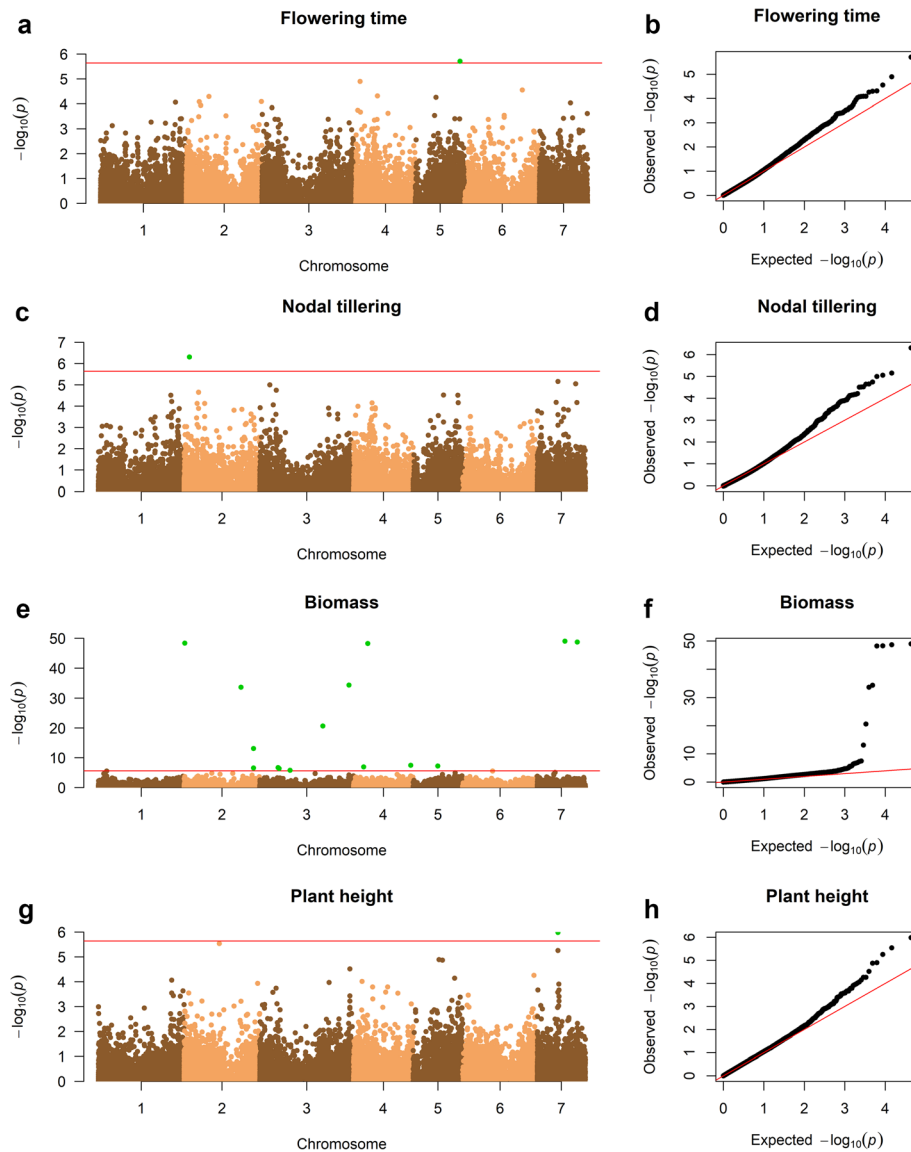 a
Flowering time
6
5
4
3
2
1
0
−log10(p)
1 2 3 4 5 6 7
Chromosome
b
Flowering time
5
4
3
2
1
0
Observed −log10(p)
0 1 2 3 4
Expected −log10(p)
c
Nodal tillering
7
6
5
4
3
2
1
0
−log10(p)
1 2 3 4 5 6 7
Chromosome
d
Nodal tillering
6
5
4
3
2
1
0
Observed −log10(p)
0 1 2 3 4
Expected −log10(p)
e
Biomass
50
40
30
20
10
0
−log10(p)
1 2 3 4 5 6 7
Chromosome
f
Biomass
50
30
10
0
Observed −log10(p)
0 1 2 3 4
Expected −log10(p)
g
Plant height
6
5
4
3
2
1
0
−log10(p)
1 2 3 4 5 6 7
Chromosome
h
Plant height
6
5
4
3
2
1
0
Observed −log10(p)
0 1 2 3 4
Expected −log10(p)